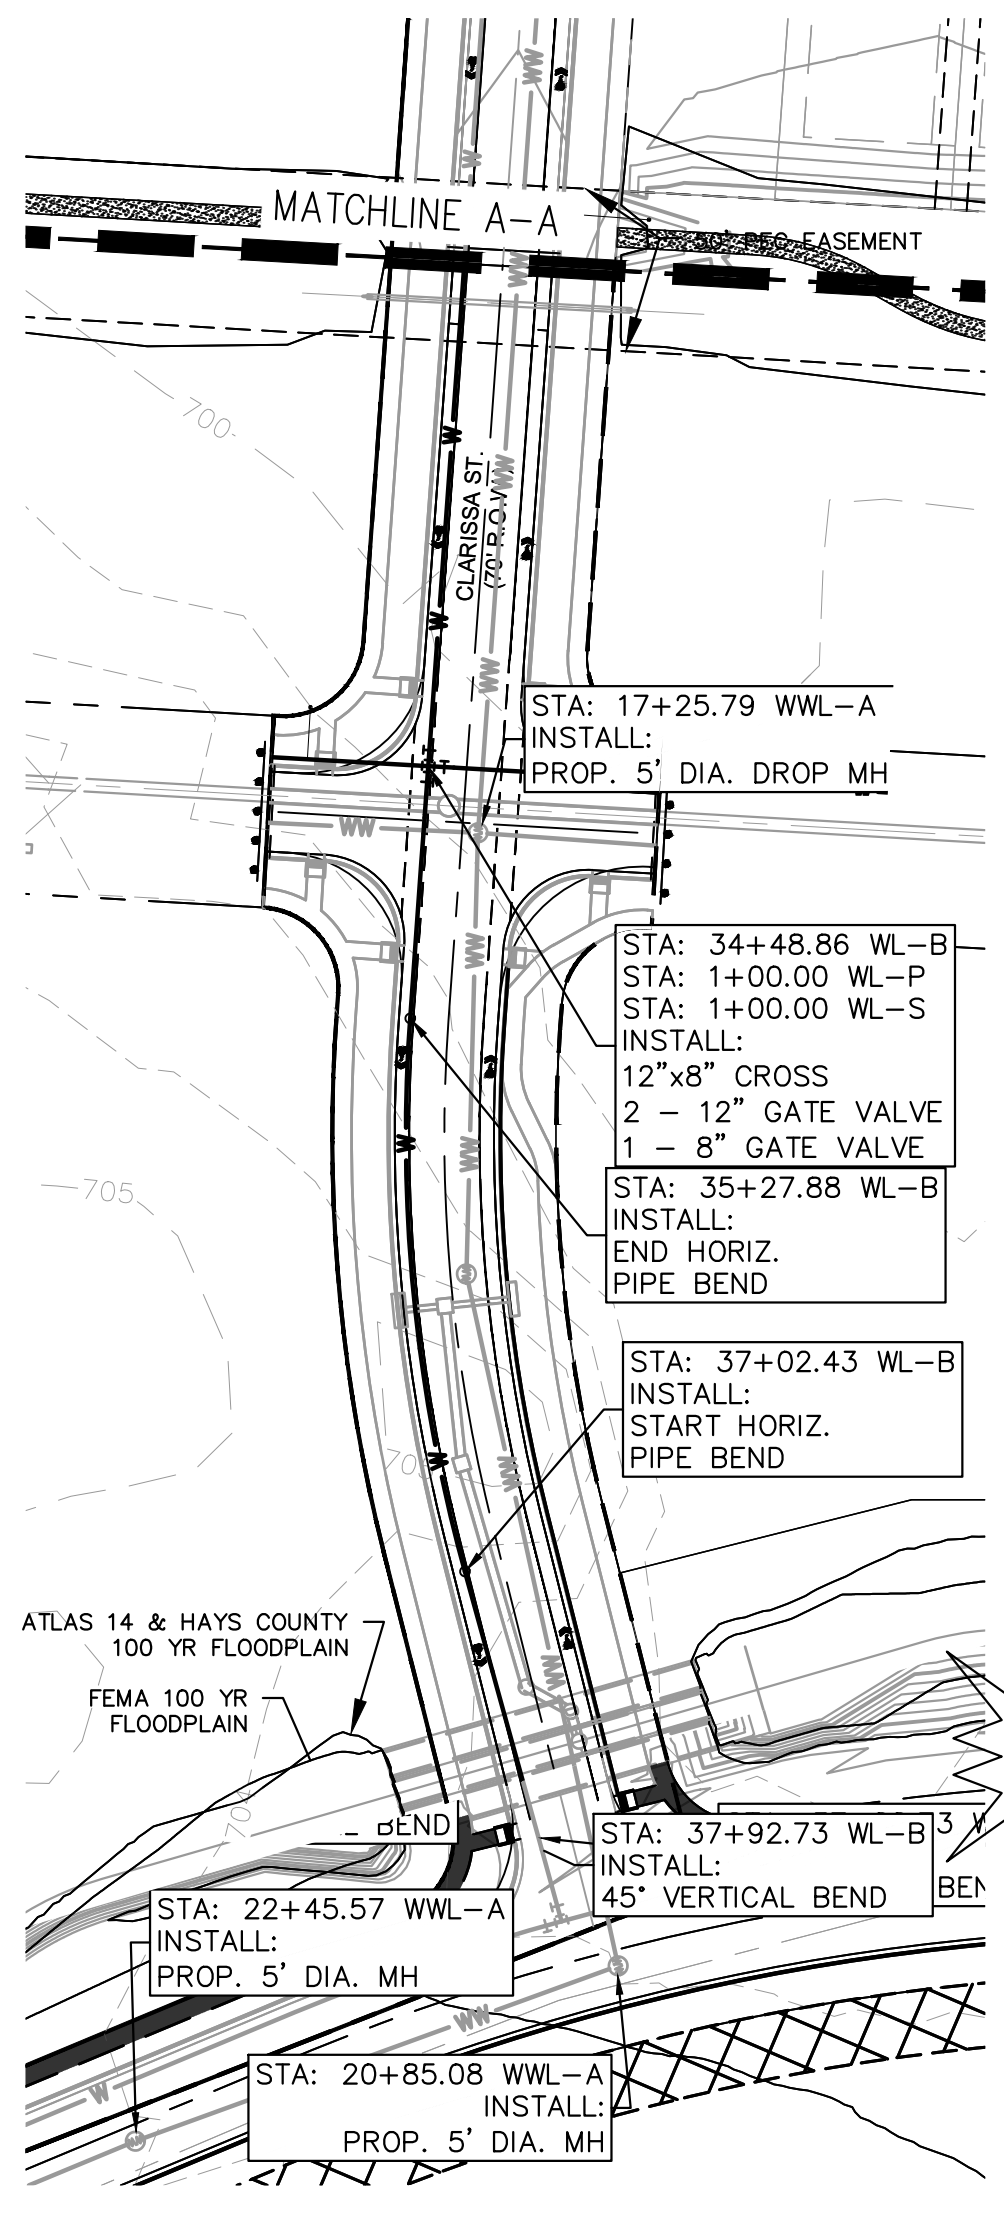 MATCHLINE A-A
EASEMENT
700
CLARISSA ST.
(70' R.O.W.)
STA: 17+25.79 WWL-A
INSTALL:
PROP. 5' DIA. DROP MH
WW
STA: 34+48.86 WL-B
STA: 1+00.00 WL-P
STA: 1+00.00 WL-S
INSTALL:
12"x8" CROSS
2 - 12" GATE VALVE
1 - 8" GATE VALVE
705
STA: 35+27.88 WL-B
INSTALL:
END HORIZ.
PIPE BEND
STA: 37+02.43 WL-B
INSTALL:
START HORIZ.
PIPE BEND
ATLAS 14 & HAYS COUNTY
100 YR FLOODPLAIN
FEMA 100 YR
FLOODPLAIN
BEND
STA: 37+92.73 WL-B
INSTALL:
45° VERTICAL BEND
STA: 22+45.57 WWL-A
INSTALL:
PROP. 5' DIA. MH
WW
W
STA: 20+85.08 WWL-A
INSTALL:
PROP. 5' DIA. MH